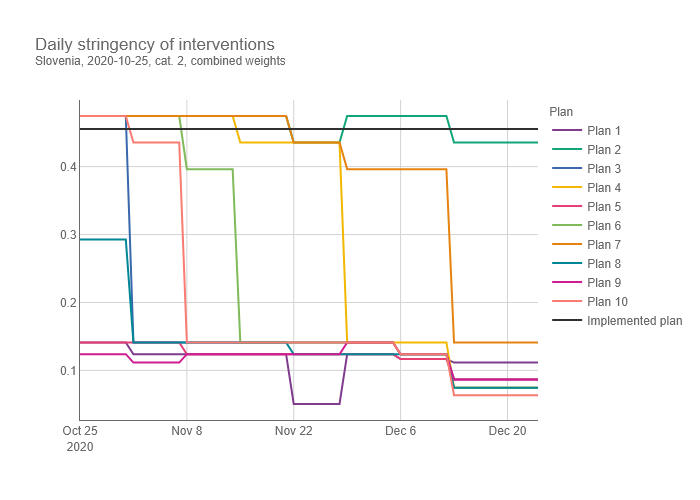 Daily stringency of interventions
Slovenia, 2020-10-25, cat. 2, combined weights
Plan
Plan 1
Plan 2
Plan 3
Plan 4
Plan 5
Plan 6
Plan 7
Plan 8
Plan 9
Plan 10
Implemented plan
0.4
0.3
0.2
0.1
Oct 25
2020
Nov 8
Nov 22
Dec 6
Dec 20